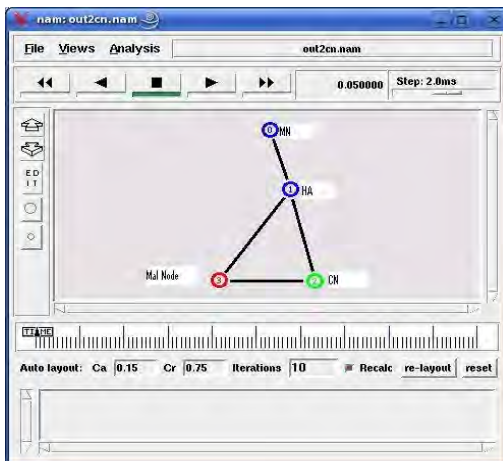 nam: out2cn.nam
File Views Analysis out2cn.nam
0.050000 Step: 2.0ms
ED
IT
0 MN
1 HA
Mal Node 3 2 CN
TIME
Auto layout: Ca 0.15 Cr 0.75 Iterations 10 Recalc re-layout reset